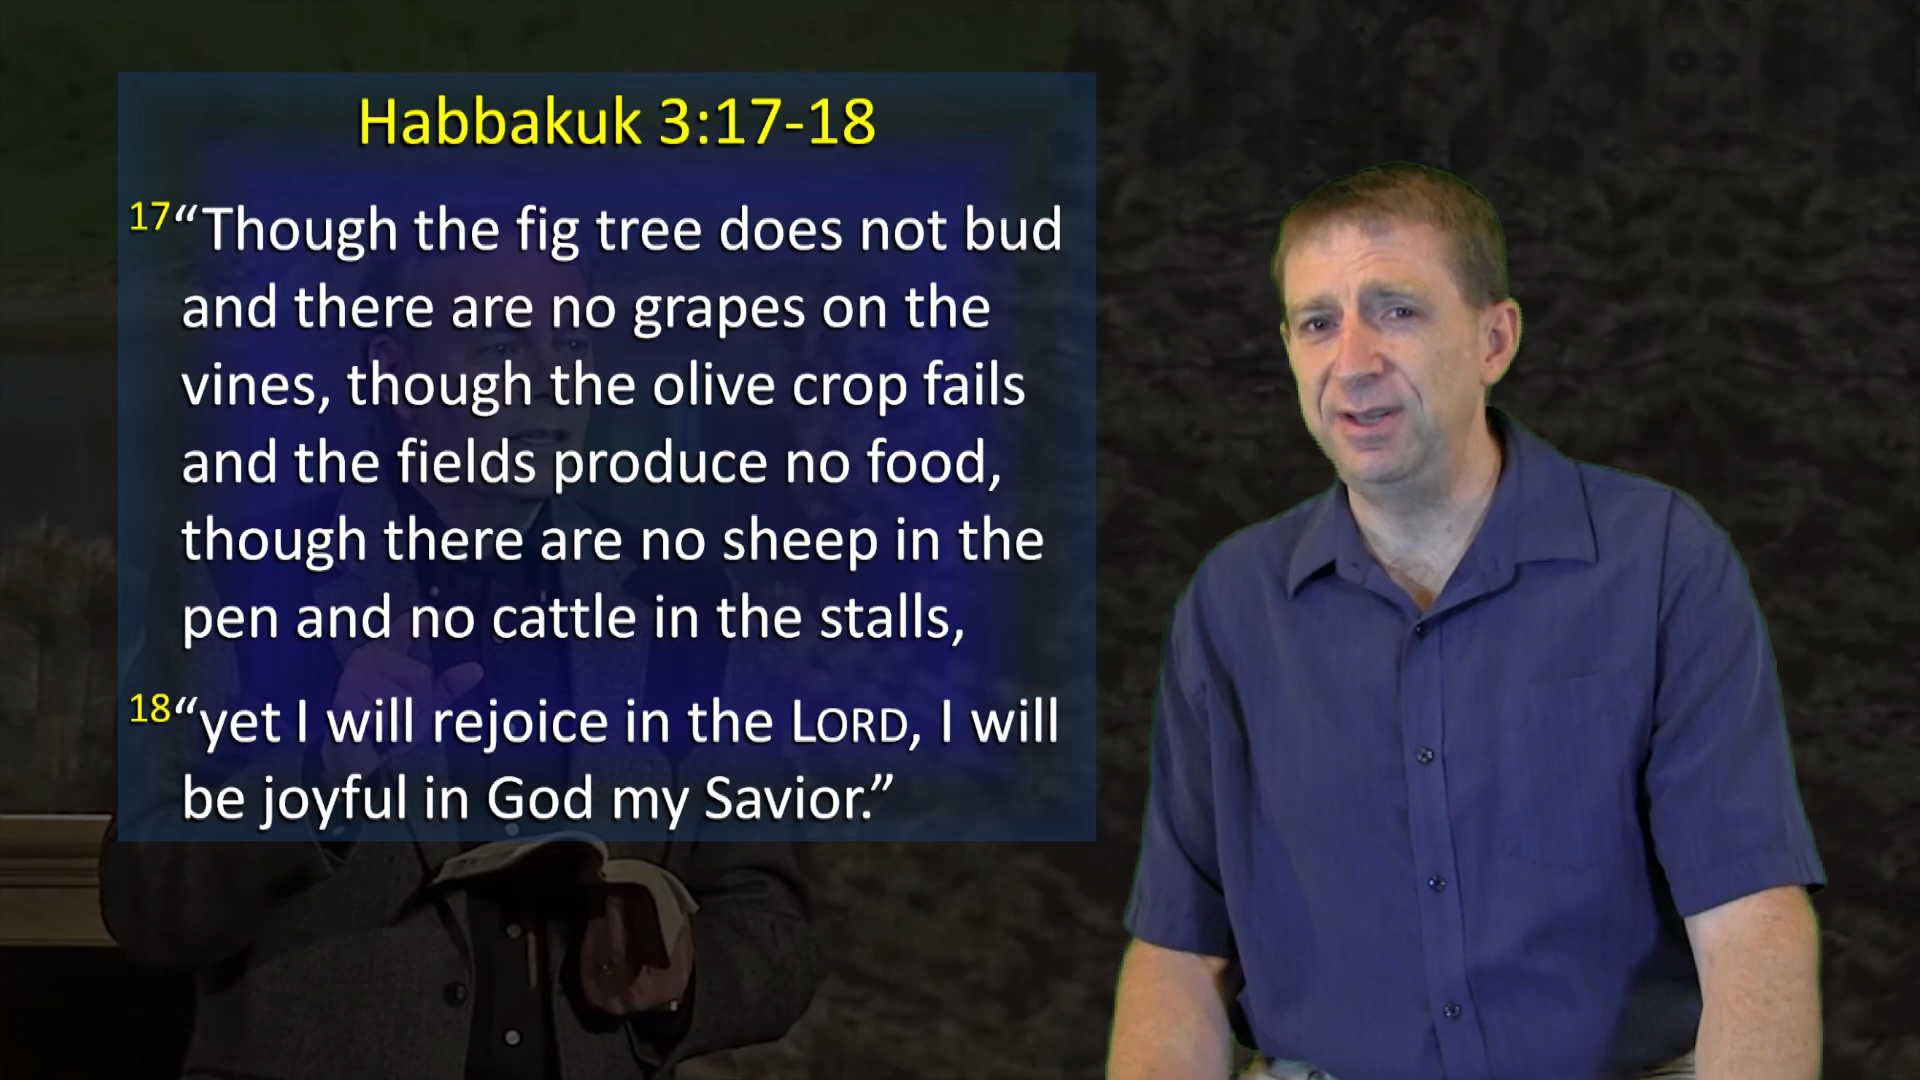 Habbakuk 3:17-18
17“Though the fig tree does not bud
and there are no grapes on the
vines, though the olive crop fails
and the fields produce no food,
though there are no sheep in the
pen and no cattle in the stalls,
18“yet I will rejoice in the LORD, I will
be joyful in God my Savior.”